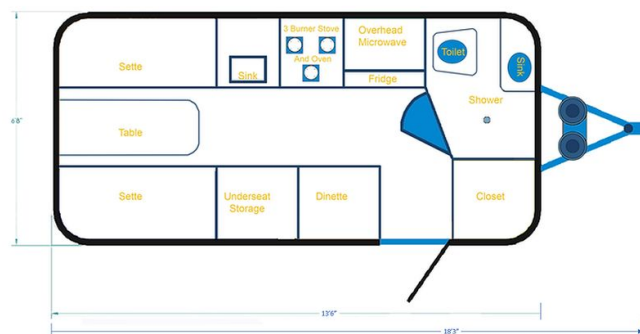 3 Burner Stove
Overhead
Microwave
Toilet
Sink
Sette
Sink
And Oven
Fridge
Shower
6'8"
Table
Sette
Underseat
Storage
Dinette
Closet
13'6"
18'3"